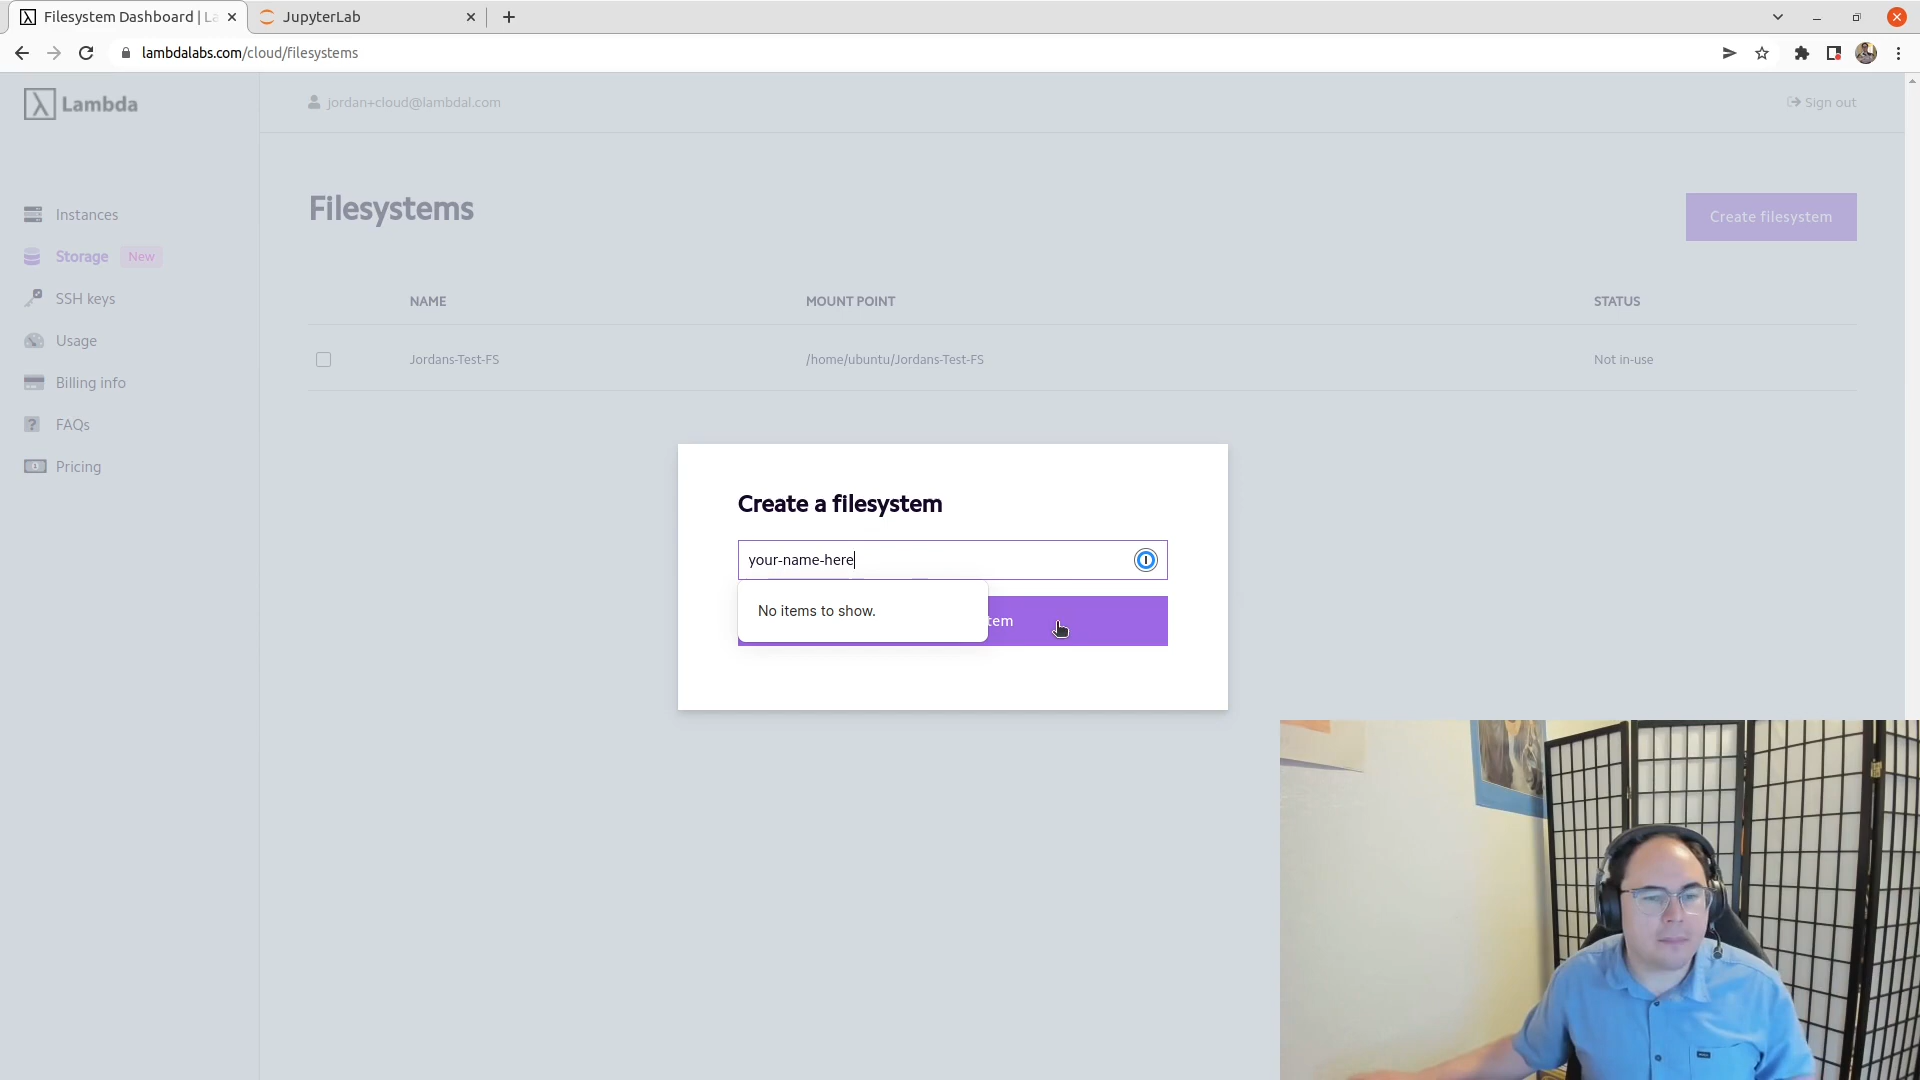 Filesystem Dashboard | La
JupyterLab
lambdalabs.com/cloud/filesystems
Lambda
jordan+cloud@lambdal.com
Sign out
Instances
Storage New
SSH keys
Usage
Billing info
FAQs
Pricing
Filesystems
Create filesystem
NAME MOUNT POINT STATUS
Jordans-Test-FS /home/ubuntu/Jordans-Test-FS Not in-use
Create a filesystem
your-name-here
No items to show.
tem